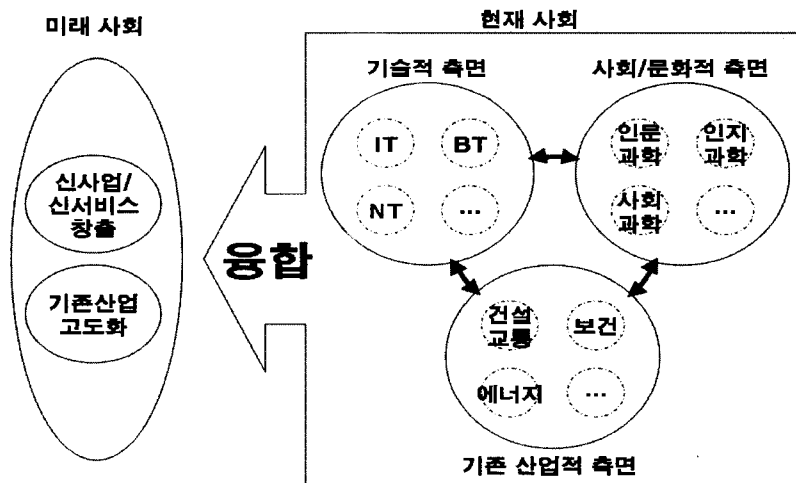 미래 사회
현재 사회
기술적 측면
사회/문화적 측면
IT
BT
NT
...
인문
과학
인지
과학
사회
과학
...
신사업/
신서비스
창출
기존산업
고도화
융합
건설
교통
보건
에너지
...
기존 산업적 측면